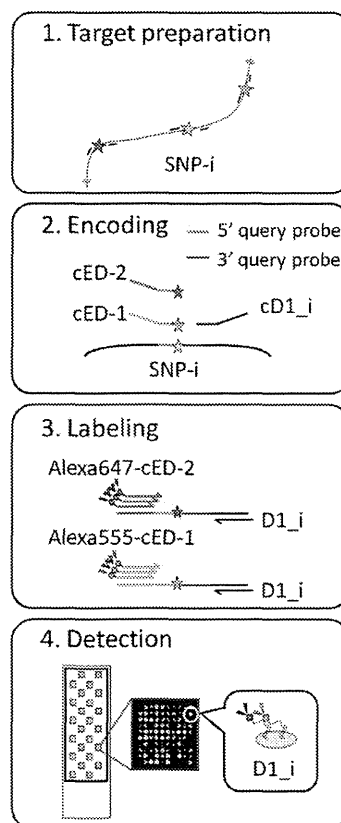 1. Target preparation
SNP-i
2. Encoding
5' query probe
3' query probe
cED-2
cED-1
cD1_i
SNP-i
3. Labeling
Alexa647-cED-2
D1_i
Alexa555-cED-1
D1_i
4. Detection
D1_i